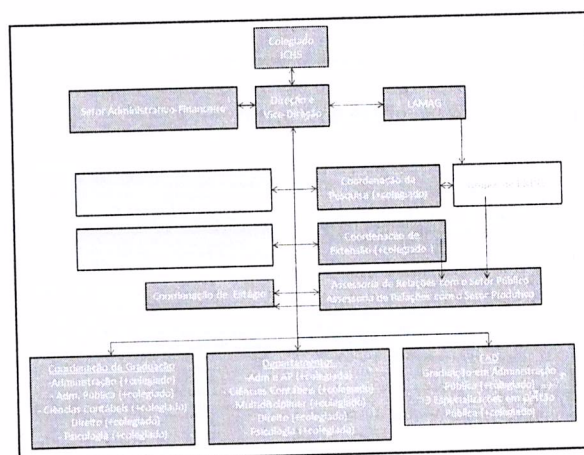 Colegiado
ICHS
Setor Administrativo-Financeiro
Direção e
Vice-Direção
LAMAG
Coordenação de
Pesquisa (+colegiado)
Coordenação de
Extensão (+colegiado)
Coordenação de Estágio
Assessoria de Relações com o Setor Público
Assessoria de Relações com o Setor Produtivo
Coordenação de Graduação
-Administração (+colegiado)
- Adm. Pública (+colegiado)
- Ciências Contábeis (+colegiado)
Direito (+colegiado)
- Psicologia (+colegiado)
Departamentos
-Adm e AP (+colegiado)
- Ciências Contábeis (+colegiado)
Multidisciplinar (+colegiado)
Direito (+colegiado)
- Psicologia (+colegiado)
EAD
Graduação em Administração
Pública (+colegiado)
- 3 Especializações em Gestão
Pública (+colegiado)